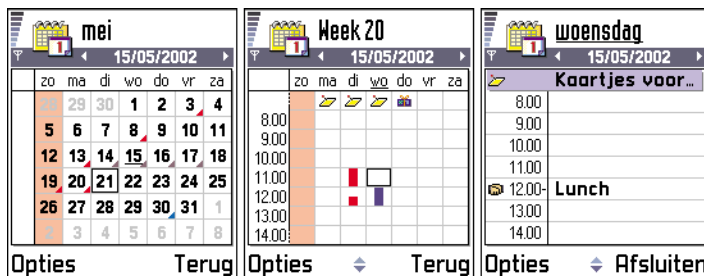 mei
1.
15/05/2002
zo ma di wo do vr za
28 29 30 1 2 3 4
5 6 7 8 9 10 11
12 13 14 15 16 17 18
19 20 21 22 23 24 25
26 27 28 29 30 31 1
2 3 4 5 6 7 8
Opties Terug
Week 20
1.
15/05/2002
zo ma di wo do vr za
8.00
9.00
10.00
11.00
12.00
13.00
14.00
Opties Terug
woensdag
1.
15/05/2002
Kaartjes voor...
8.00
9.00
10.00
11.00
12.00- Lunch
13.00
14.00
Opties Afsluiten